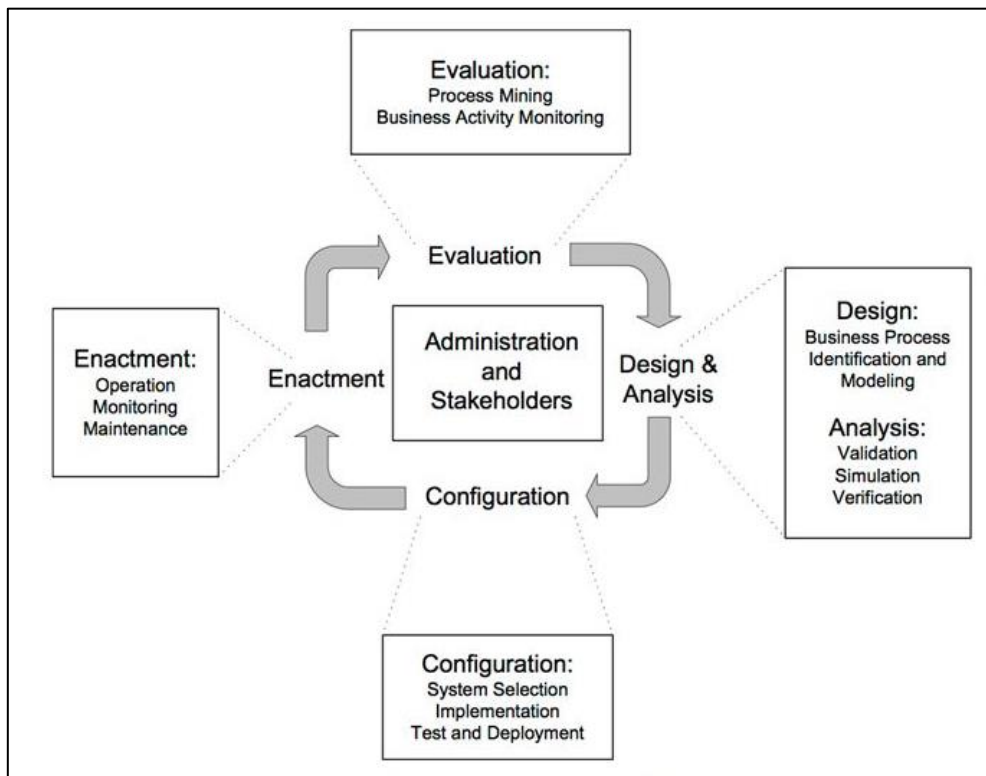 Evaluation:
Process Mining
Business Activity Monitoring
Evaluation
Enactment:
Operation
Monitoring
Maintenance
Enactment
Administration
and
Stakeholders
Design &
Analysis
Design:
Business Process
Identification and
Modeling
Analysis:
Validation
Simulation
Verification
Configuration
Configuration:
System Selection
Implementation
Test and Deployment